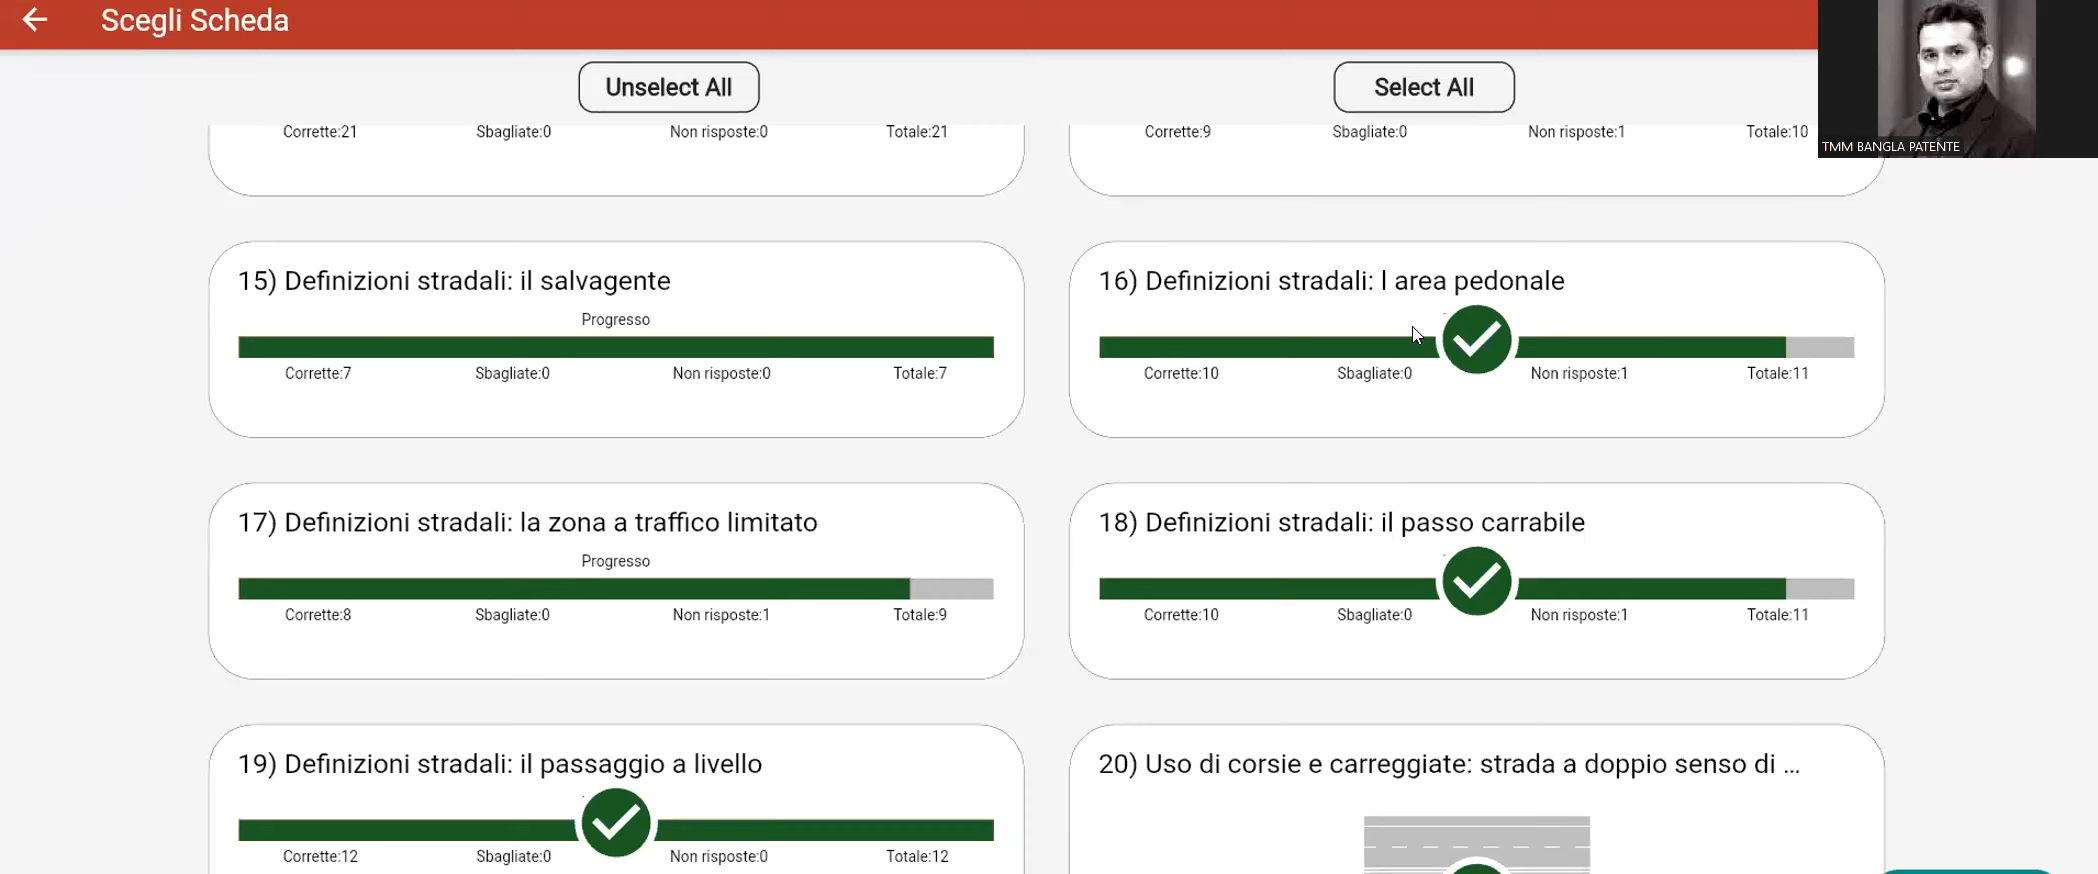 Scegli Scheda
Unselect All
Select All
TMM BANGLA PATENTE
Corrette:21 Sbagliate:0 Non risposte:0 Totale:21
Corrette:9 Sbagliate:0 Non risposte:1 Totale:10
15) Definizioni stradali: il salvagente
Progresso
Corrette:7 Sbagliate:0 Non risposte:0 Totale:7
16) Definizioni stradali: l area pedonale
Corrette:10 Sbagliate:0 Non risposte:1 Totale:11
17) Definizioni stradali: la zona a traffico limitato
Progresso
Corrette:8 Sbagliate:0 Non risposte:1 Totale:9
18) Definizioni stradali: il passo carrabile
Corrette:10 Sbagliate:0 Non risposte:1 Totale:11
19) Definizioni stradali: il passaggio a livello
Corrette:12 Sbagliate:0 Non risposte:0 Totale:12
20) Uso di corsie e carreggiate: strada a doppio senso di ...